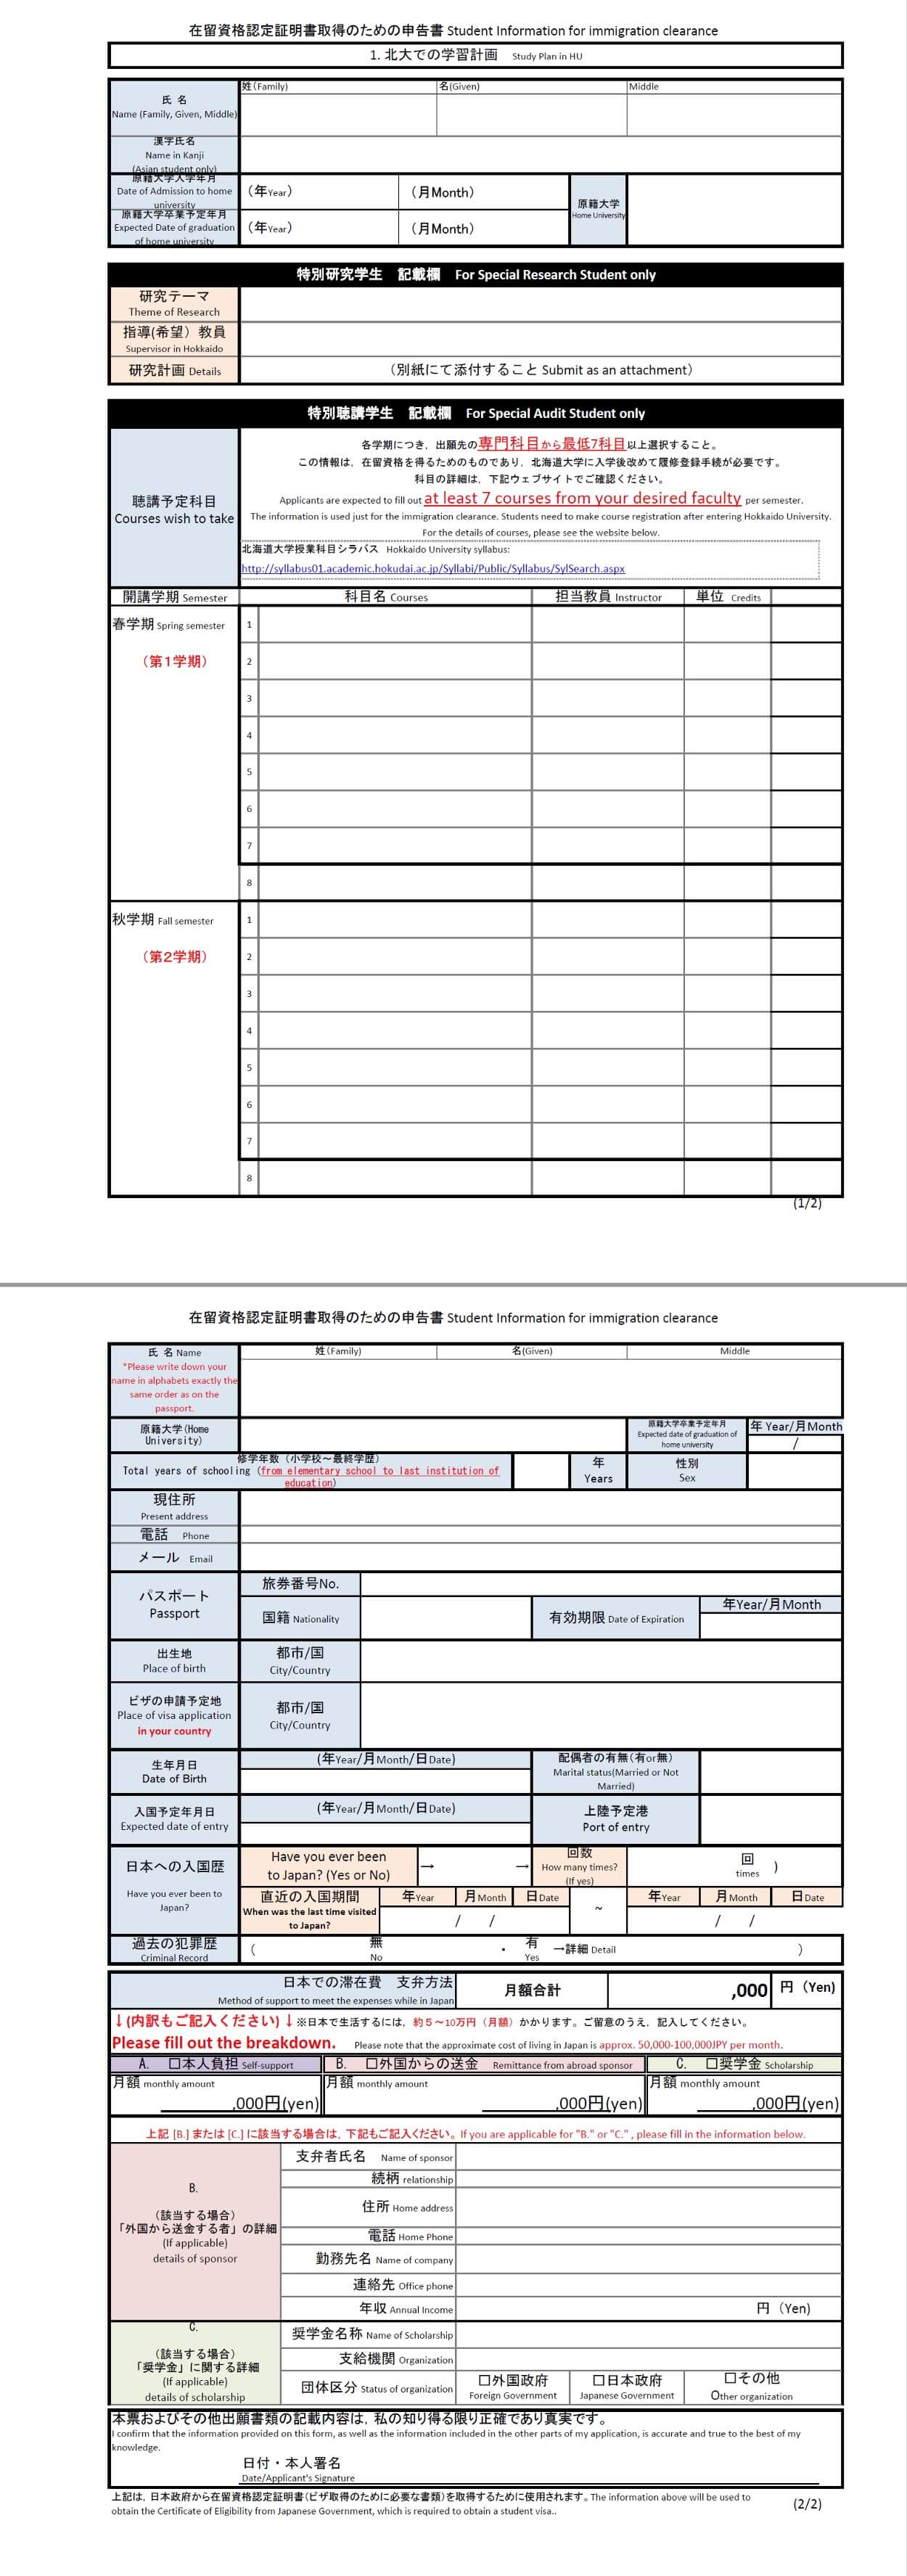 在留資格認定証明書取得のための申告書 Student Information for immigration clearance
1. 北大での学習計画 Study Plan in HU
氏 名
Name (Family, Given, Middle)
姓(Family)
名(Given)
Middle
漢字氏名
Name in Kanji
(Asian student only)
原籍大学入学年月
Date of Admission to home
university
（年Year）
（月Month）
原籍大学
Home University
原籍大学卒業予定年月
Expected Date of graduation
of home university
（年Year）
（月Month）
特別研究学生 記載欄 For Special Research Student only
研究テーマ
Theme of Research
指導(希望）教員
Supervisor in Hokkaido
研究計画 Details
（別紙にて添付すること Submit as an attachment）
特別聴講学生 記載欄 For Special Audit Student only
聴講予定科目
Courses wish to take
各学期につき，出願先の専門科目から最低7科目以上選択すること。
この情報は，在留資格を得るためのものであり，北海道大学に入学後改めて履修登録手続が必要です。
科目の詳細は，下記ウェブサイトでご確認ください。
Applicants are expected to fill out at least 7 courses from your desired faculty per semester.
The information is used just for the immigration clearance. Students need to make course registration after entering Hokkaido University.
For the details of courses, please see the website below.
北海道大学授業科目シラバス Hokkaido University syllabus:
http://syllabus01.academic.hokudai.ac.jp/Syllabi/Public/Syllabus/SylSearch.aspx
開講学期 Semester
科目名 Courses
担当教員 Instructor
単位 Credits
春学期 Spring semester
（第1学期）
1
2
3
4
5
6
7
8
秋学期 Fall semester
（第2学期）
1
2
3
4
5
6
7
8
(1/2)
在留資格認定証明書取得のための申告書 Student Information for immigration clearance
氏 名 Name
*Please write down your
name in alphabets exactly the
same order as on the
passport.
姓(Family)
名(Given)
Middle
原籍大学(Home
University)
原籍大学卒業予定年月
Expected date of graduation of
home university
年 Year/月Month
/
修学年数（小学校～最終学歴）
Total years of schooling (from elementary school to last institution of
education)
年
Years
性別
Sex
現住所
Present address
電話 Phone
メール Email
パスポート
Passport
旅券番号No.
国籍 Nationality
有効期限 Date of Expiration
年Year/月Month
出生地
Place of birth
都市/国
City/Country
ビザの申請予定地
Place of visa application
in your country
都市/国
City/Country
生年月日
Date of Birth
(年Year/月Month/日Date)
配偶者の有無(有or無)
Marital status(Married or Not
Married)
入国予定年月日
Expected date of entry
(年Year/月Month/日Date)
上陸予定港
Port of entry
日本への入国歴
Have you ever been to
Japan?
Have you ever been
to Japan? (Yes or No)
→ →
回数
How many times?
(If yes)
回
times )
直近の入国期間
When was the last time visited
to Japan?
年Year
月Month
日Date
/ /
~
年Year
月Month
日Date
/ /
過去の犯罪歴
Criminal Record
( 無 ・ 有 →詳細 Detail )
No Yes
日本での滞在費 支弁方法
Method of support to meet the expenses while in Japan
月額合計
,000
円（Yen)
↓(内訳もご記入ください)↓※日本で生活するには，約５～10万円（月額）かかります。ご留意のうえ，記入してください。
Please fill out the breakdown. Please note that the approximate cost of living in Japan is approx. 50,000-100,000JPY per month.
A. □本人負担 Self-support
B. □外国からの送金 Remittance from abroad sponsor
C. □奨学金 Scholarship
月額 monthly amount
,000円(yen)
月額 monthly amount
,000円(yen)
月額 monthly amount
,000円(yen)
上記 [B.] または [C.] に該当する場合は，下記もご記入ください。If you are applicable for "B." or "C." , please fill in the information below.
B.
（該当する場合）
「外国から送金する者」の詳細
(If applicable)
details of sponsor
支弁者氏名 Name of sponsor
続柄 relationship
住所 Home address
電話 Home Phone
勤務先名 Name of company
連絡先 Office phone
年収 Annual Income
円（Yen)
C.
（該当する場合）
「奨学金」に関する詳細
(If applicable)
details of scholarship
奨学金名称 Name of Scholarship
支給機関 Organization
団体区分 Status of organization
□外国政府
Foreign Government
□日本政府
Japanese Government
□その他
Other organization
本票およびその他出願書類の記載内容は，私の知り得る限り正確であり真実です。
I confirm that the information provided on this form, as well as the information included in the other parts of my application, is accurate and true to the best of my
knowledge.
日付・本人署名
Date/Applicant's Signature
上記は，日本政府から在留資格認定証明書(ビザ取得のために必要な書類)を取得するために使用されます。The information above will be used to
obtain the Certificate of Eligibility from Japanese Government, which is required to obtain a student visa..
(2/2)